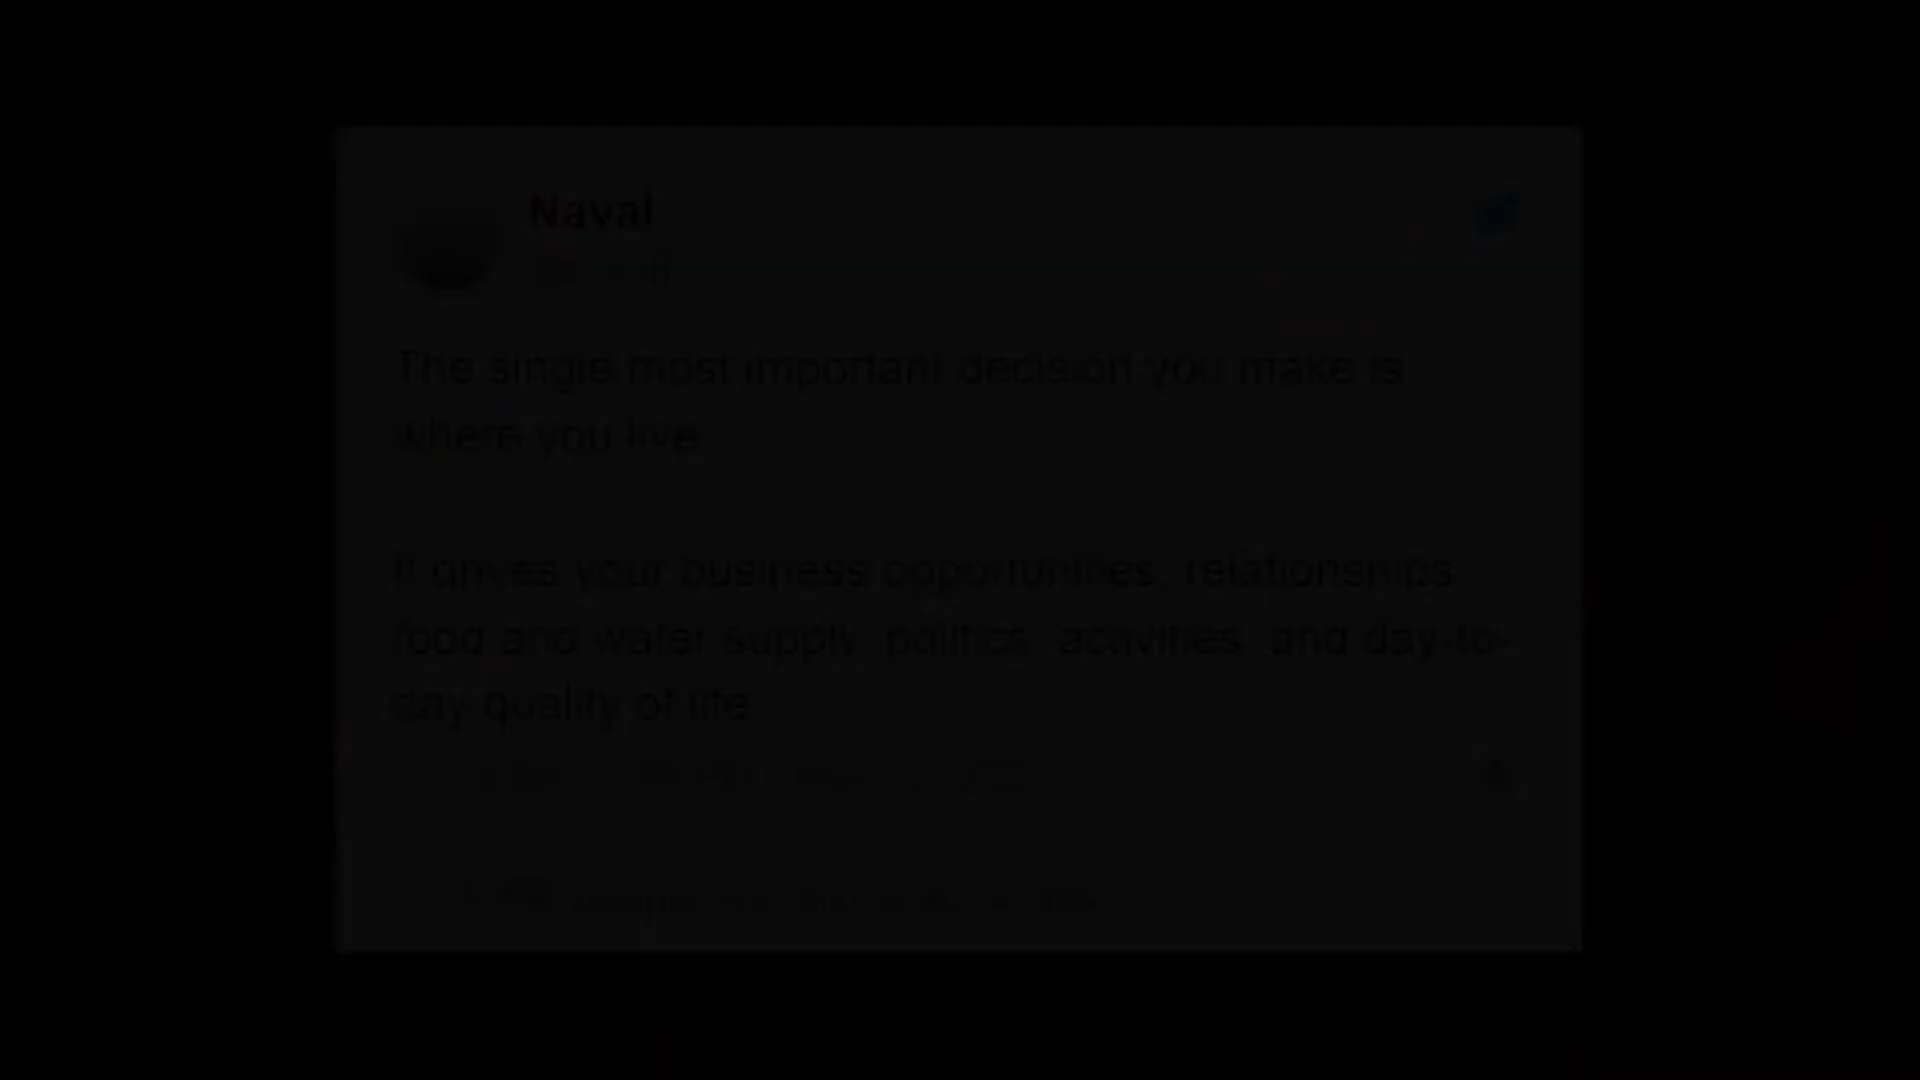 Naval
The single most important decision you make is
where you live
It drives your business opportunities, relationships,
food and water supply, politics, activities, and day-to-
day quality of life.